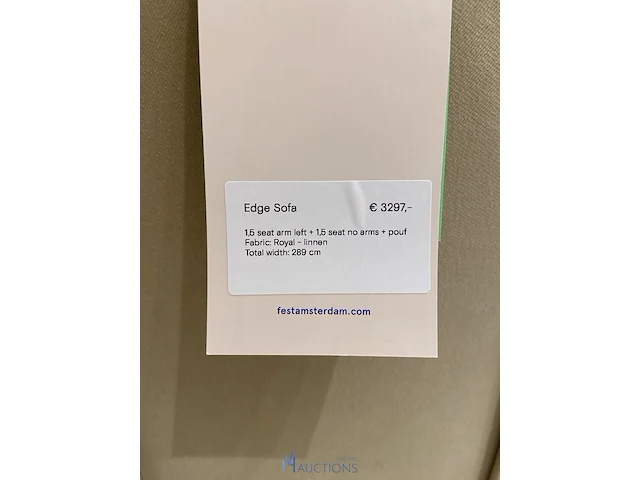 Edge Sofa € 3297,-
1,5 seat arm left + 1,5 seat no arms + pouf
Fabric: Royal - linnen
Total width: 289 cm
festamsterdam.com
AUCTIONS